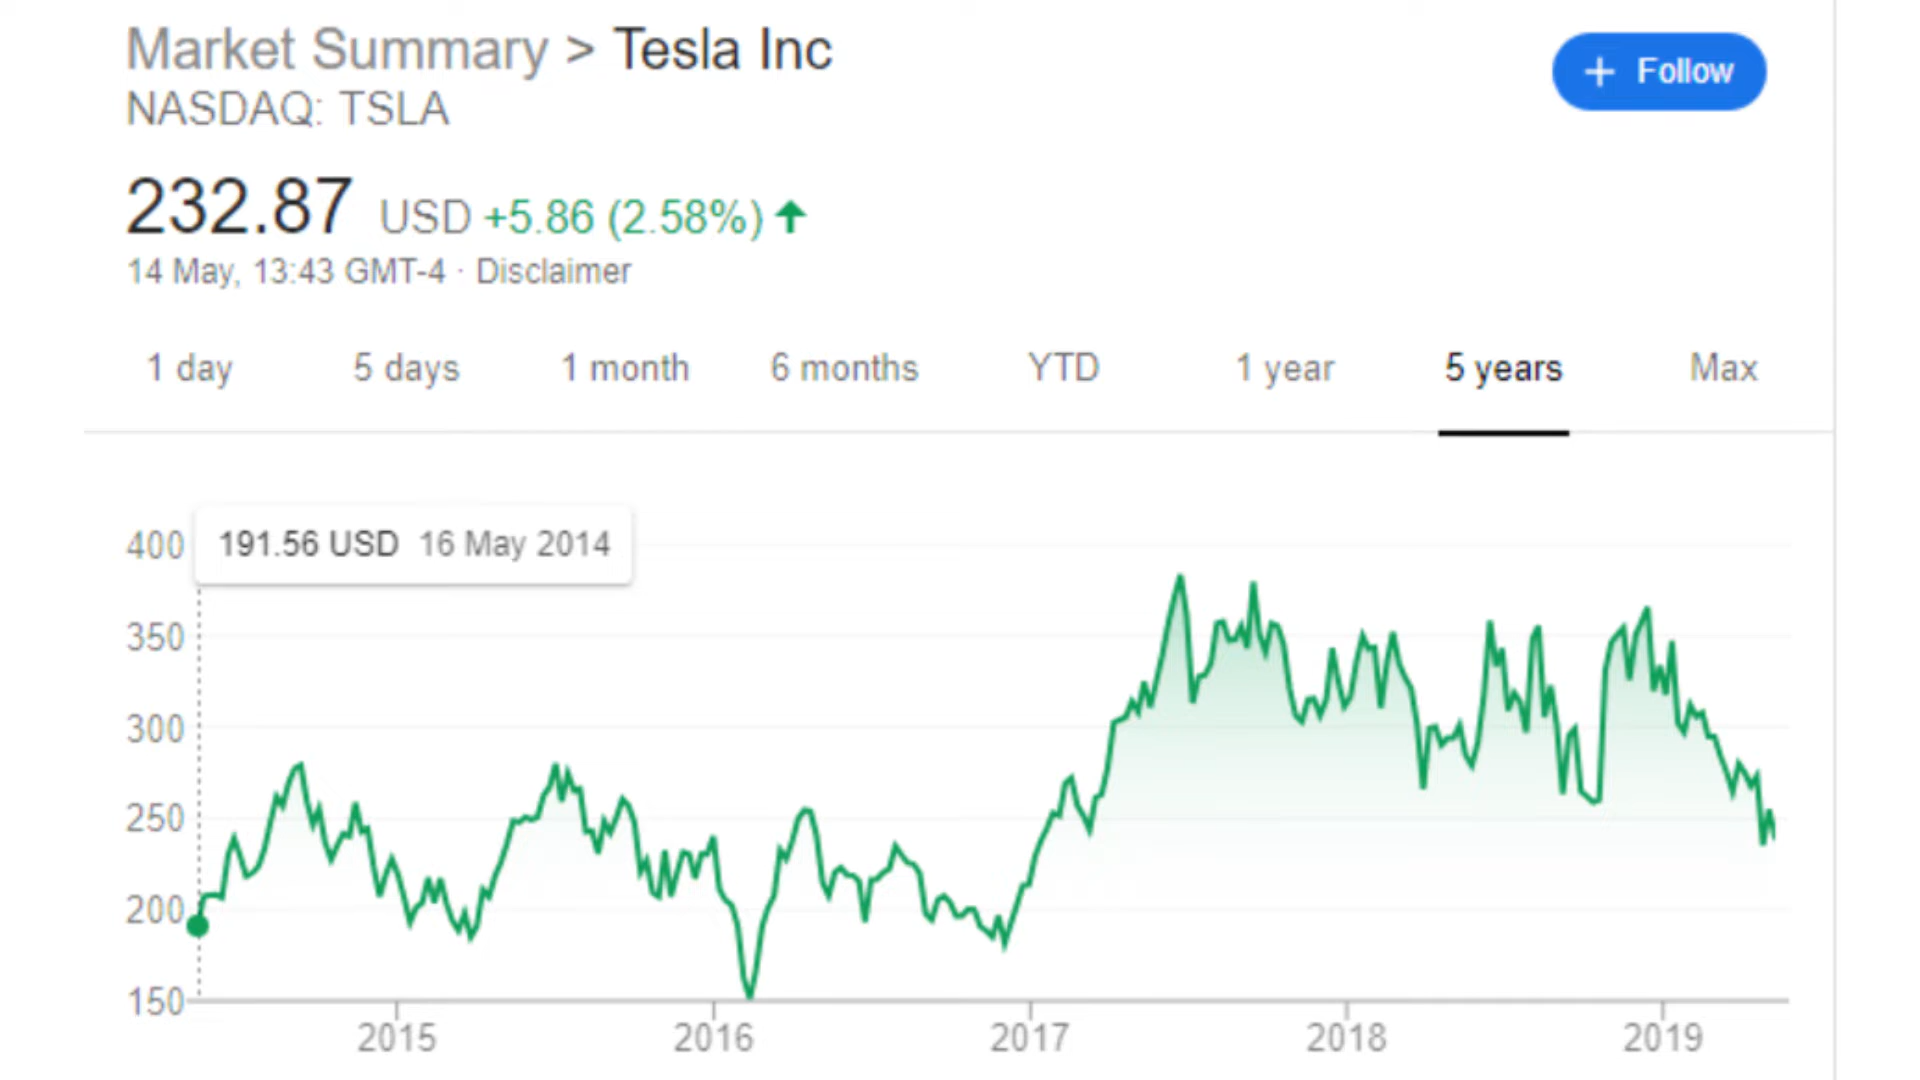 Market Summary > Tesla Inc
NASDAQ: TSLA
+ Follow
232.87 USD +5.86 (2.58%)
14 May, 13:43 GMT-4 · Disclaimer
1 day 5 days 1 month 6 months YTD 1 year 5 years Max
191.56 USD 16 May 2014
400
350
300
250
200
150
2015 2016 2017 2018 2019